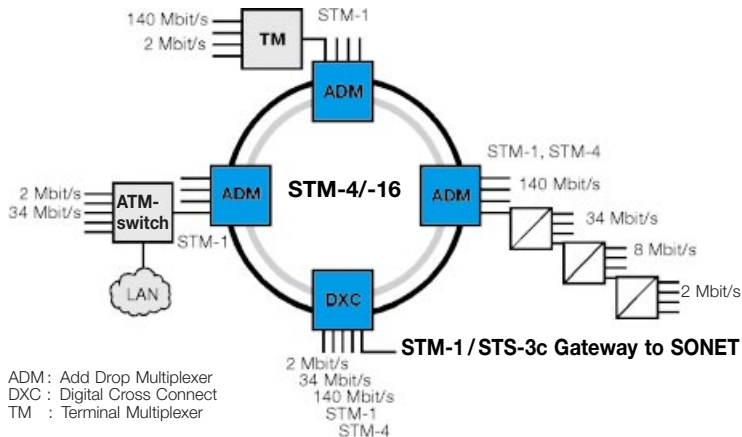 140 Mbit/s
2 Mbit/s
TM
STM-1
ADM
STM-4/-16
ADM
ADM
STM-1, STM-4
140 Mbit/s
34 Mbit/s
8 Mbit/s
2 Mbit/s
2 Mbit/s
34 Mbit/s
ATM-
switch
STM-1
LAN
DXC
STM-1 / STS-3c Gateway to SONET
2 Mbit/s
34 Mbit/s
140 Mbit/s
STM-1
STM-4
ADM : Add Drop Multiplexer
DXC : Digital Cross Connect
TM : Terminal Multiplexer